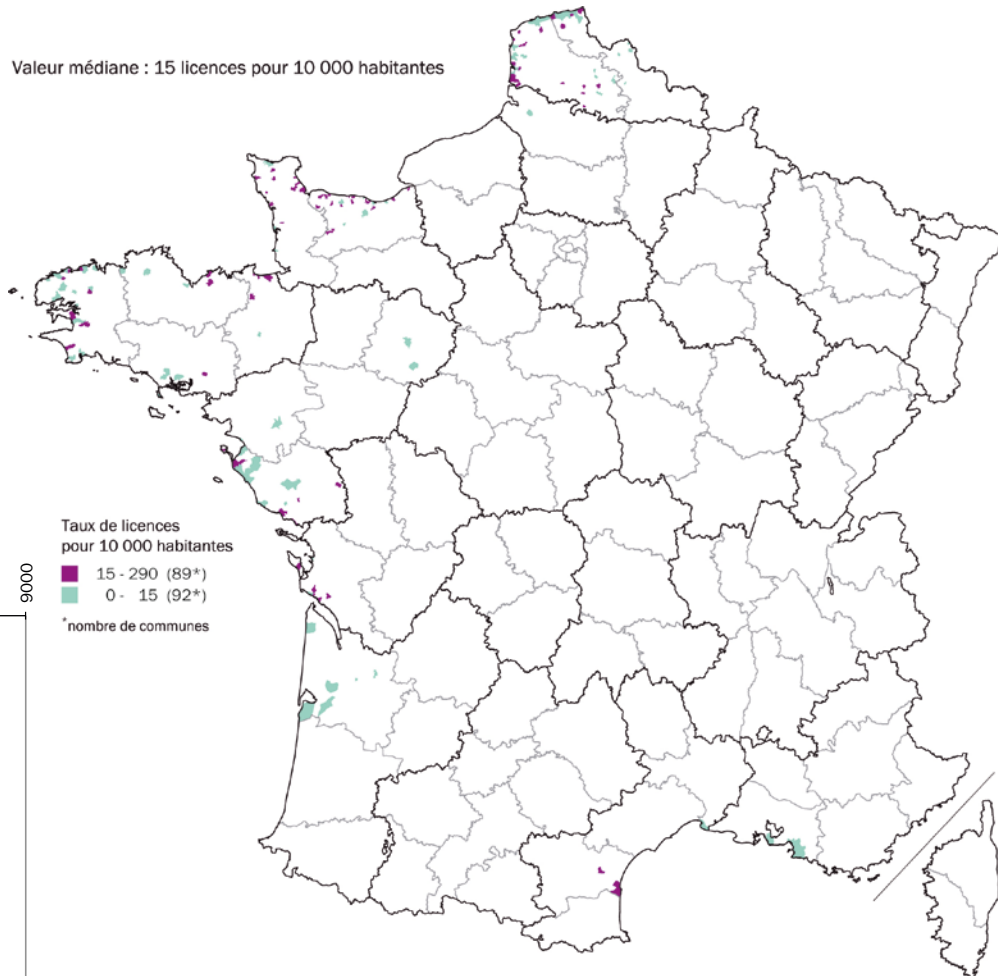 Valeur médiane : 15 licences pour 10 000 habitantes
Taux de licences
pour 10 000 habitantes
15 - 290 (89*)
0 - 15 (92*)
*nombre de communes
9000